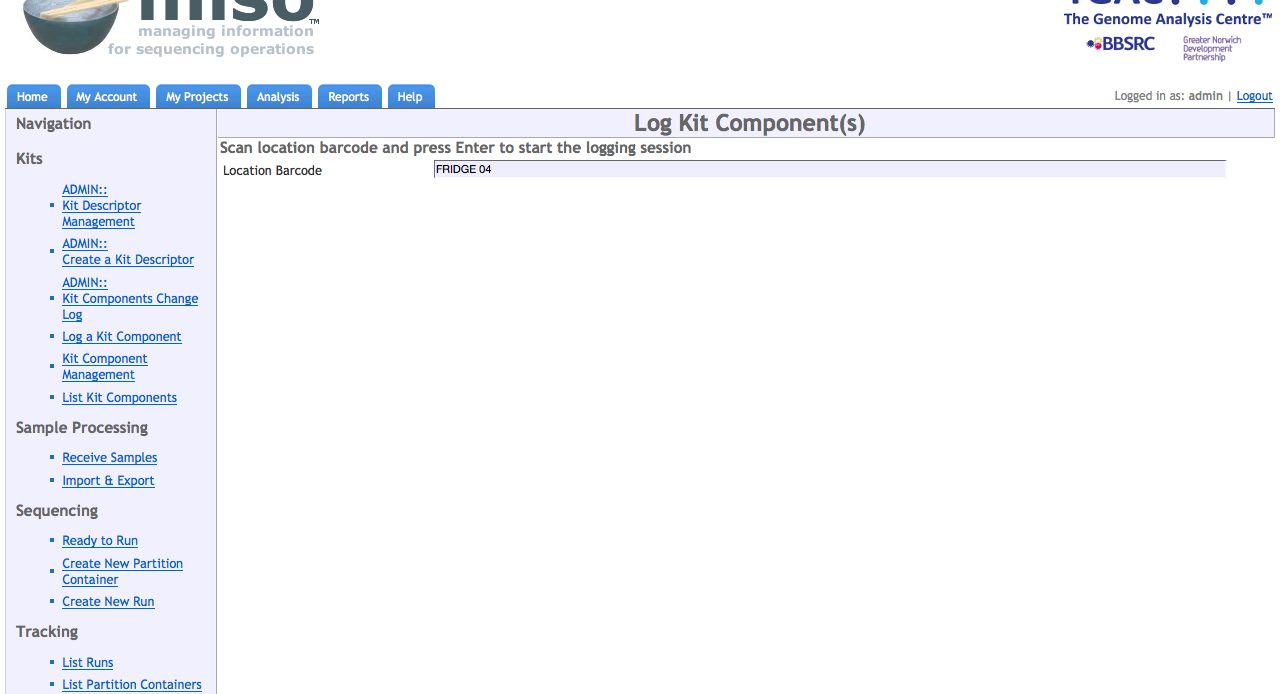 miso™
managing information
for sequencing operations
The Genome Analysis Centre™
BBSRC
Greater Norwich
Development
Partnership
Home My Account My Projects Analysis Reports Help
Logged in as: admin | Logout
Navigation
Log Kit Component(s)
Scan location barcode and press Enter to start the logging session
Location Barcode FRIDGE 04
Kits
ADMIN::
Kit Descriptor
Management
ADMIN::
Create a Kit Descriptor
ADMIN::
Kit Components Change
Log
Log a Kit Component
Kit Component
Management
List Kit Components
Sample Processing
Receive Samples
Import & Export
Sequencing
Ready to Run
Create New Partition
Container
Create New Run
Tracking
List Runs
List Partition Containers